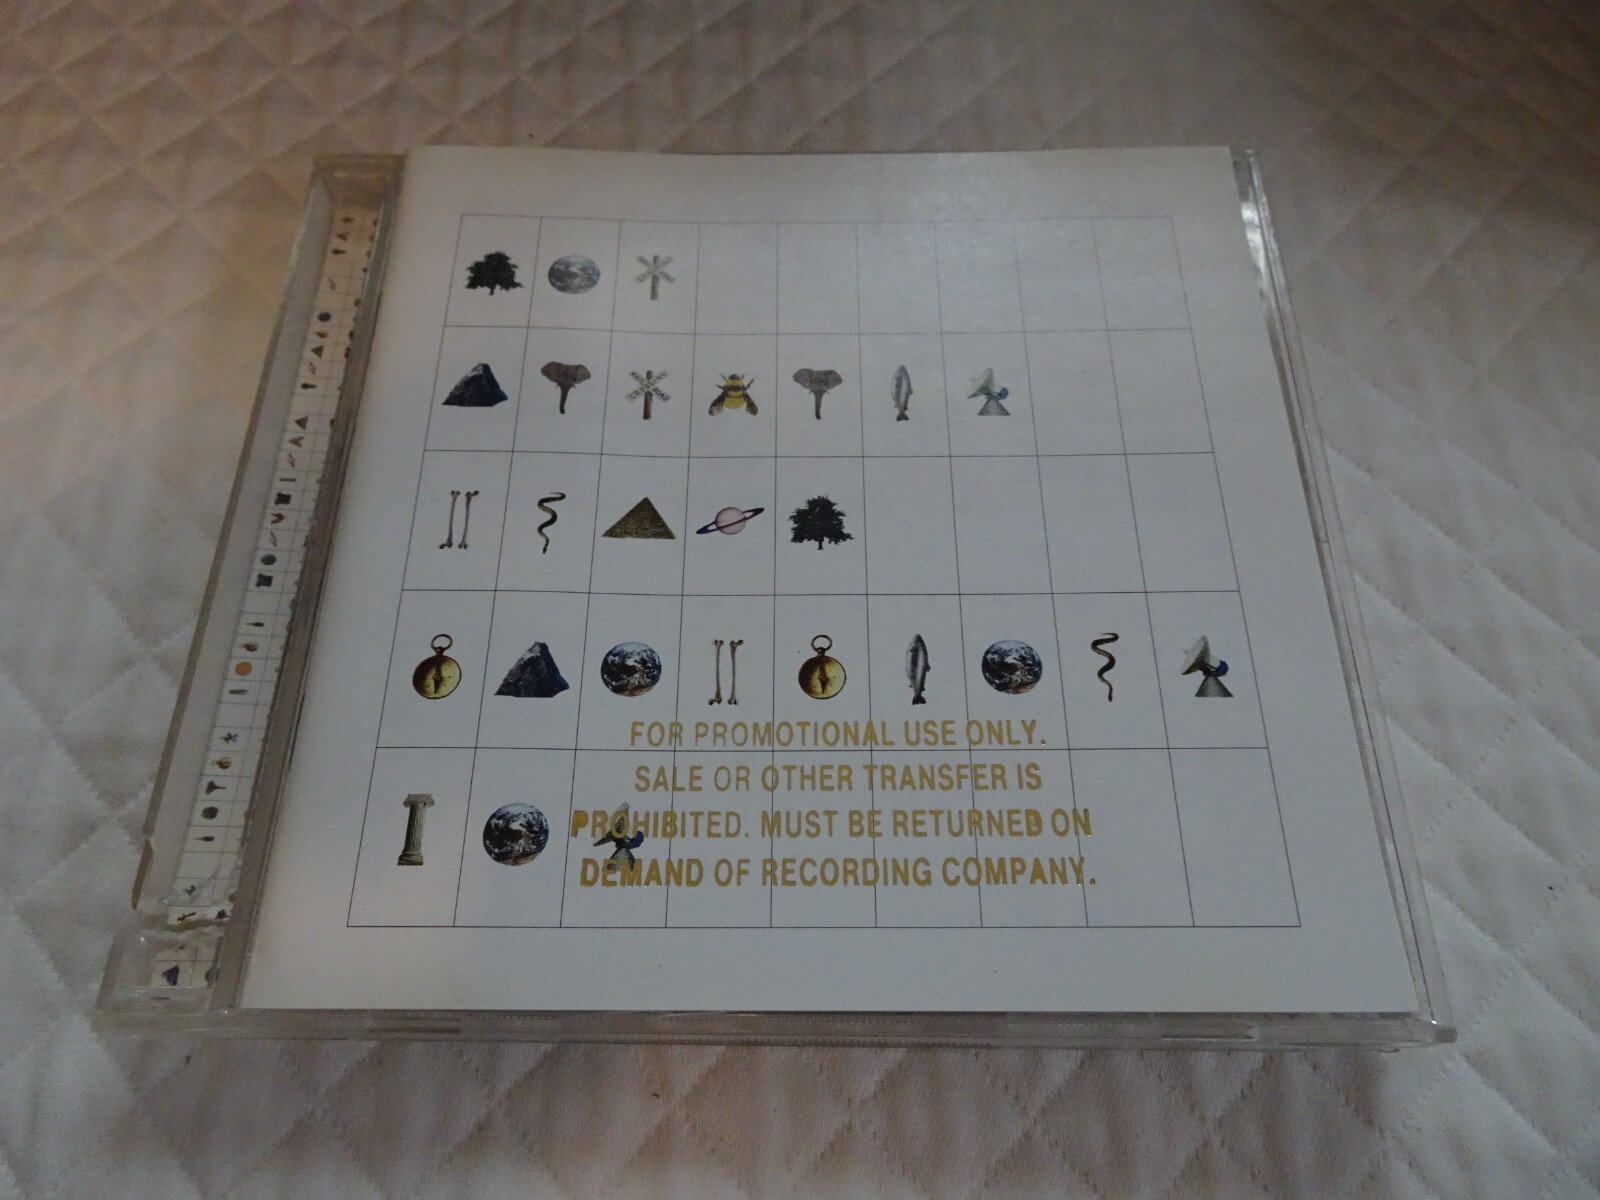 FOR PROMOTIONAL USE ONLY.
SALE OR OTHER TRANSFER IS
PROHIBITED. MUST BE RETURNED ON
DEMAND OF RECORDING COMPANY.